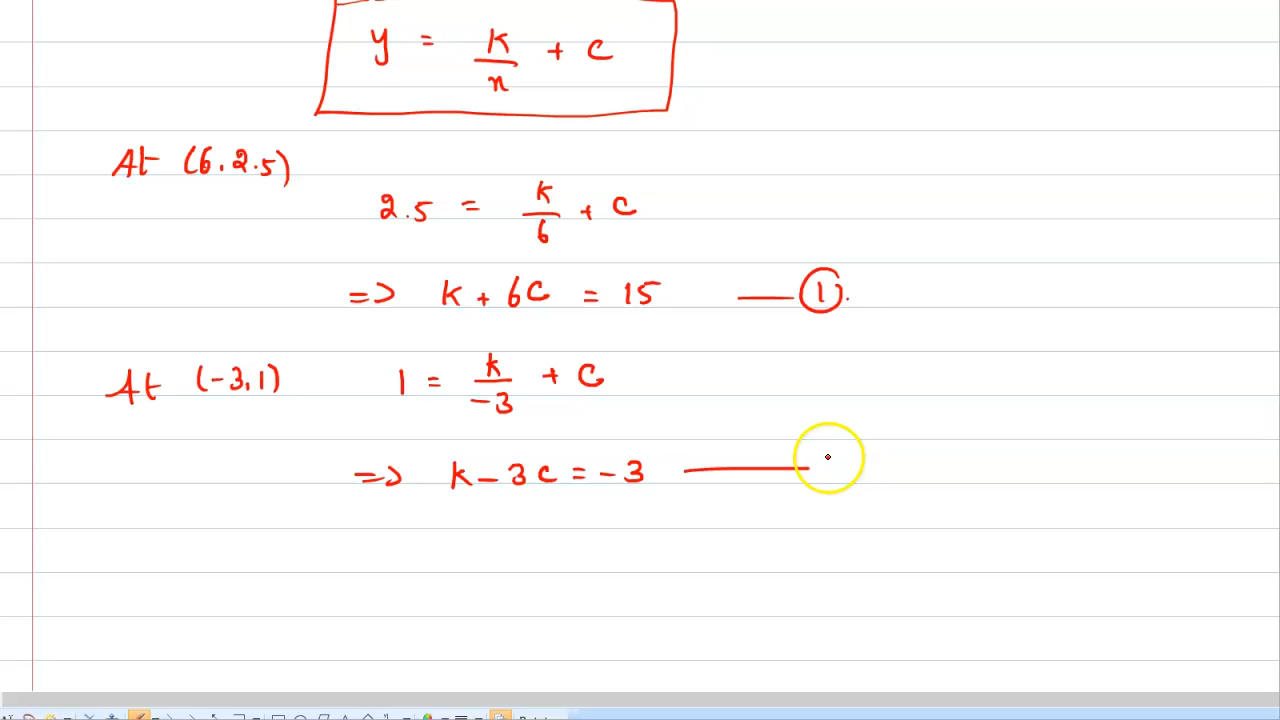 y = k/x + c
At (6, 2.5)
2.5 = k/6 + c
=> k + 6c = 15 —— ①.
At (-3, 1) 1 = k/-3 + c
=> k - 3c = -3 ——